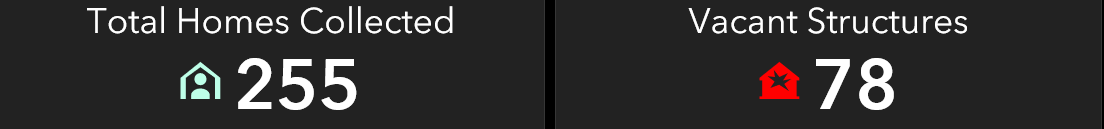 Total Homes Collected
255
Vacant Structures
78